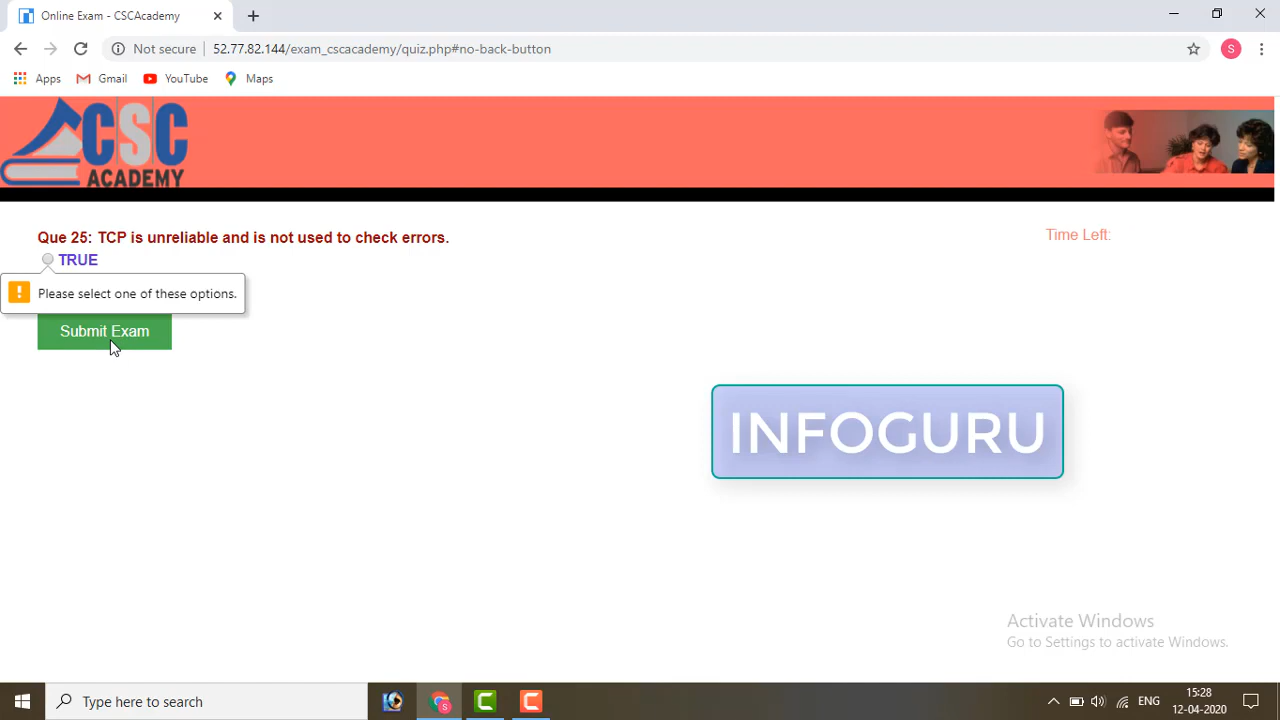 Online Exam - CSCAcademy
Not secure 52.77.82.144/exam_cscacademy/quiz.php#no-back-button
S
Apps Gmail YouTube Maps
CSC
ACADEMY
Que 25: TCP is unreliable and is not used to check errors.
Time Left:
TRUE
! Please select one of these options.
Submit Exam
INFOGURU
Activate Windows
Go to Settings to activate Windows.
Type here to search
S
C
C
ENG
15:28
12-04-2020